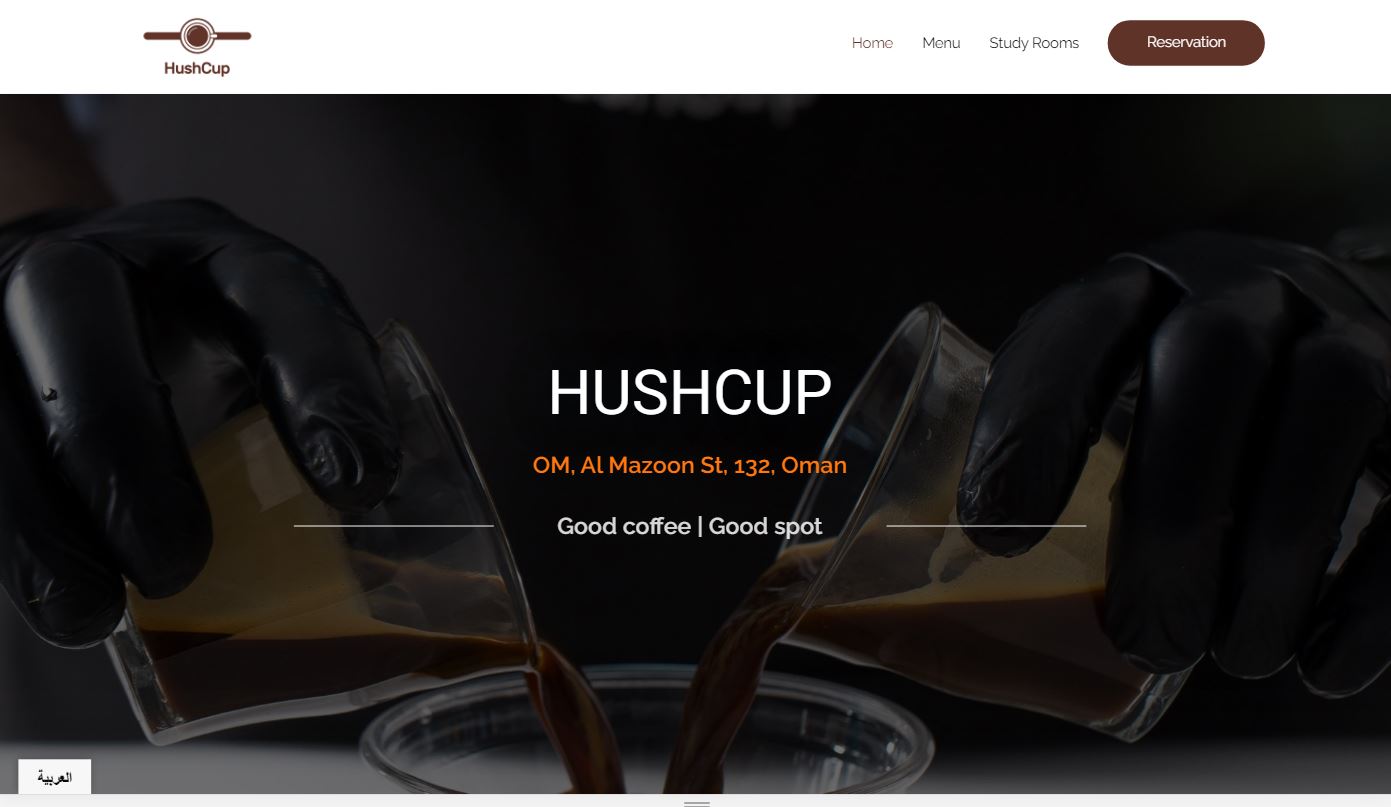 HushCup
Home Menu Study Rooms Reservation
HUSHCUP
OM, Al Mazoon St, 132, Oman
Good coffee | Good spot
العربية